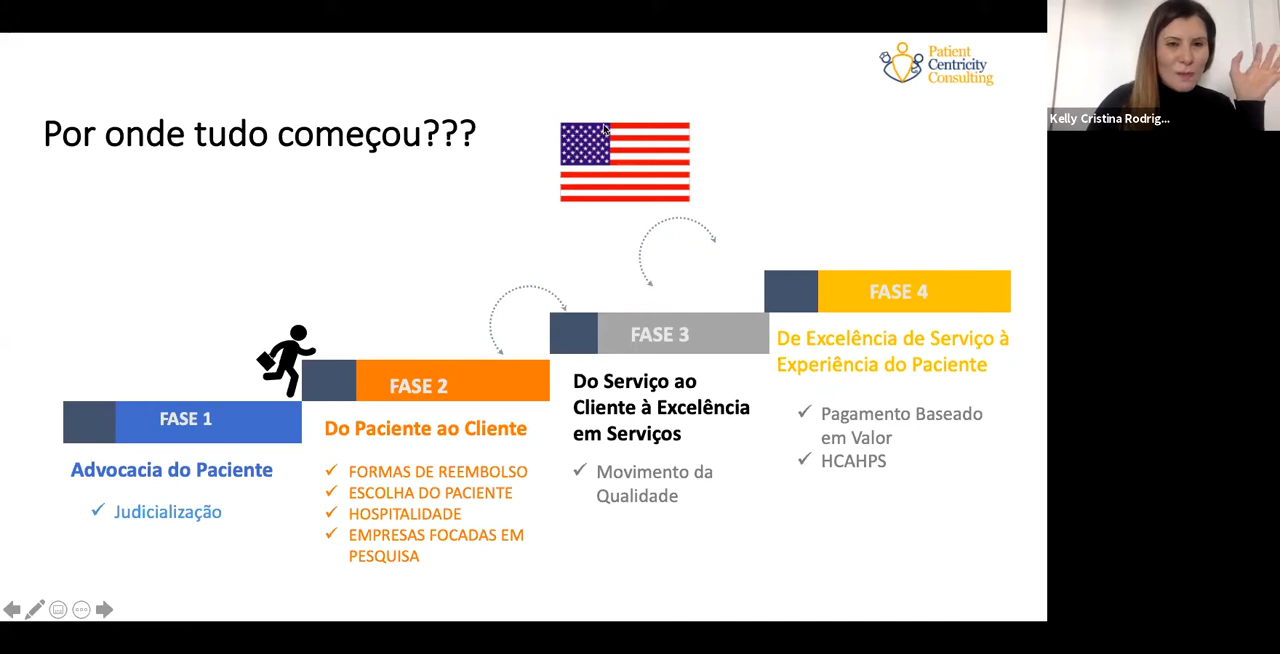 Patient
Centricity
Consulting
Kelly Cristina Rodrig...
Por onde tudo começou???
FASE 1
Advocacia do Paciente
Judicialização
FASE 2
Do Paciente ao Cliente
FORMAS DE REEMBOLSO
ESCOLHA DO PACIENTE
HOSPITALIDADE
EMPRESAS FOCADAS EM
PESQUISA
FASE 3
Do Serviço ao
Cliente à Excelência
em Serviços
Movimento da
Qualidade
FASE 4
De Excelência de Serviço à
Experiência do Paciente
Pagamento Baseado
em Valor
HCAHPS